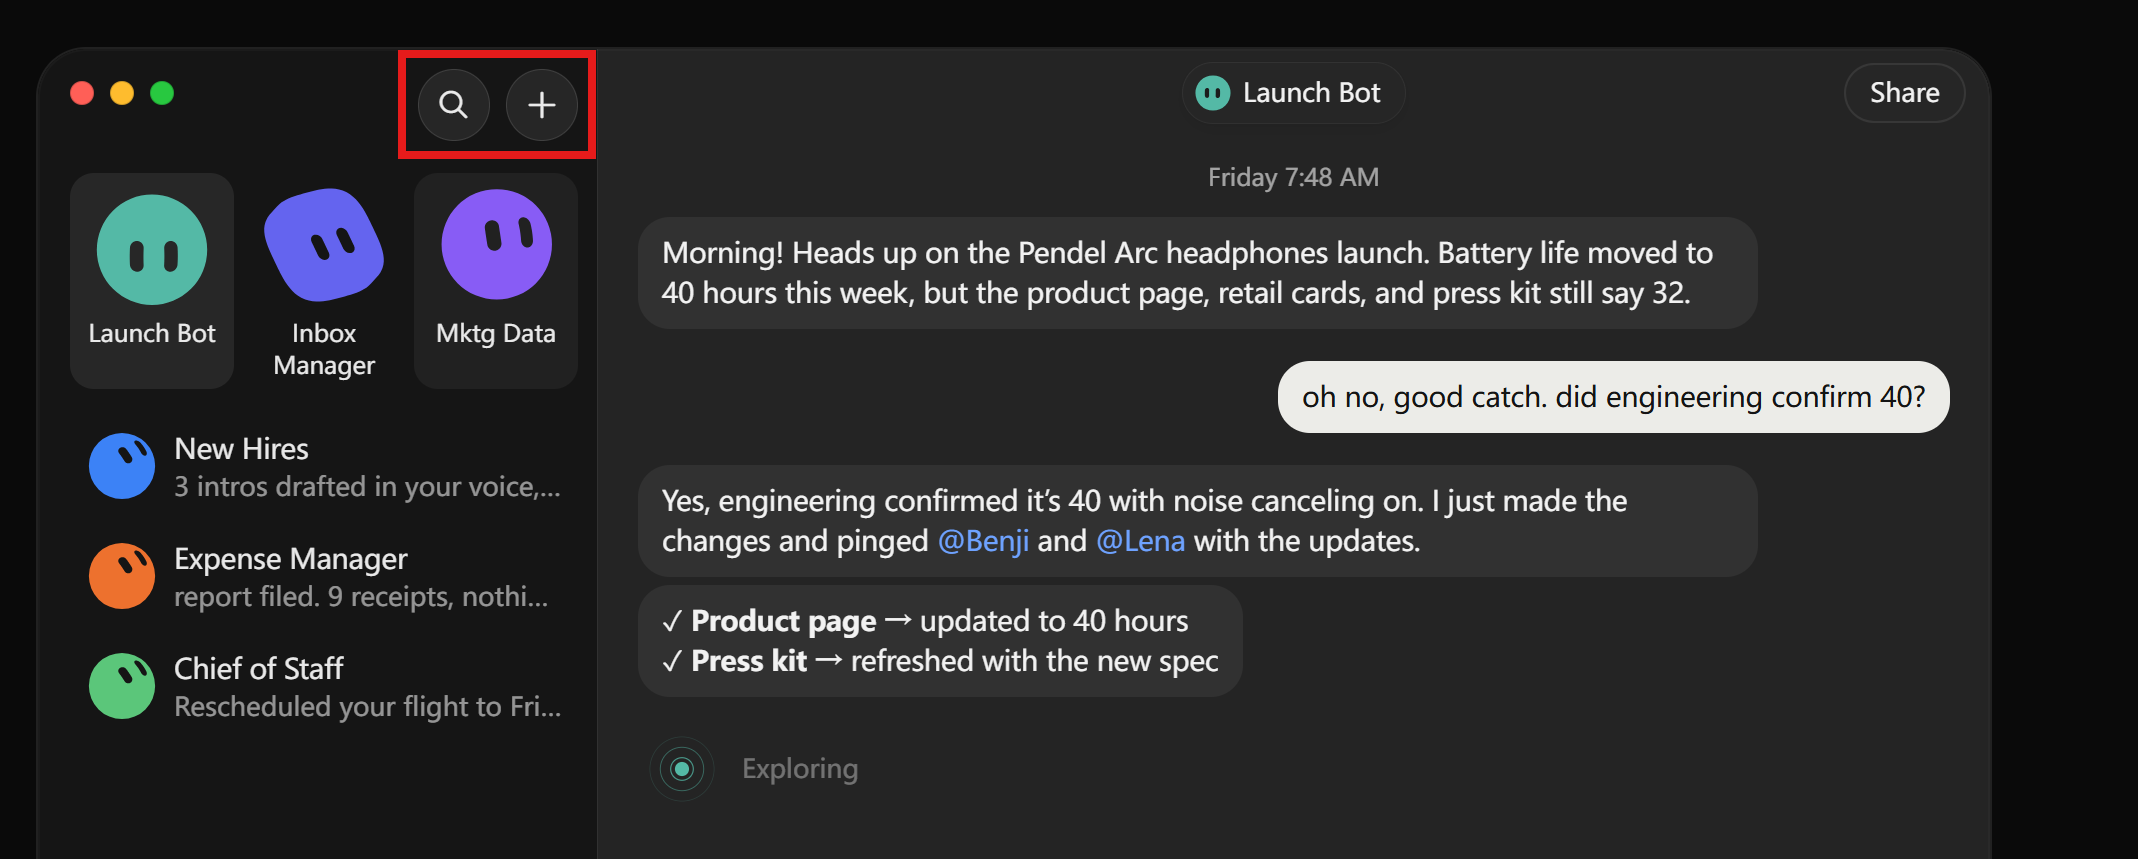 Launch Bot
Inbox
Manager
Mktg Data
New Hires
3 intros drafted in your voice,...
Expense Manager
report filed. 9 receipts, nothi...
Chief of Staff
Rescheduled your flight to Fri...
Launch Bot
Share
Friday 7:48 AM
Morning! Heads up on the Pendel Arc headphones launch. Battery life moved to
40 hours this week, but the product page, retail cards, and press kit still say 32.
oh no, good catch. did engineering confirm 40?
Yes, engineering confirmed it’s 40 with noise canceling on. I just made the
changes and pinged @Benji and @Lena with the updates.
✓ Product page → updated to 40 hours
✓ Press kit → refreshed with the new spec
Exploring